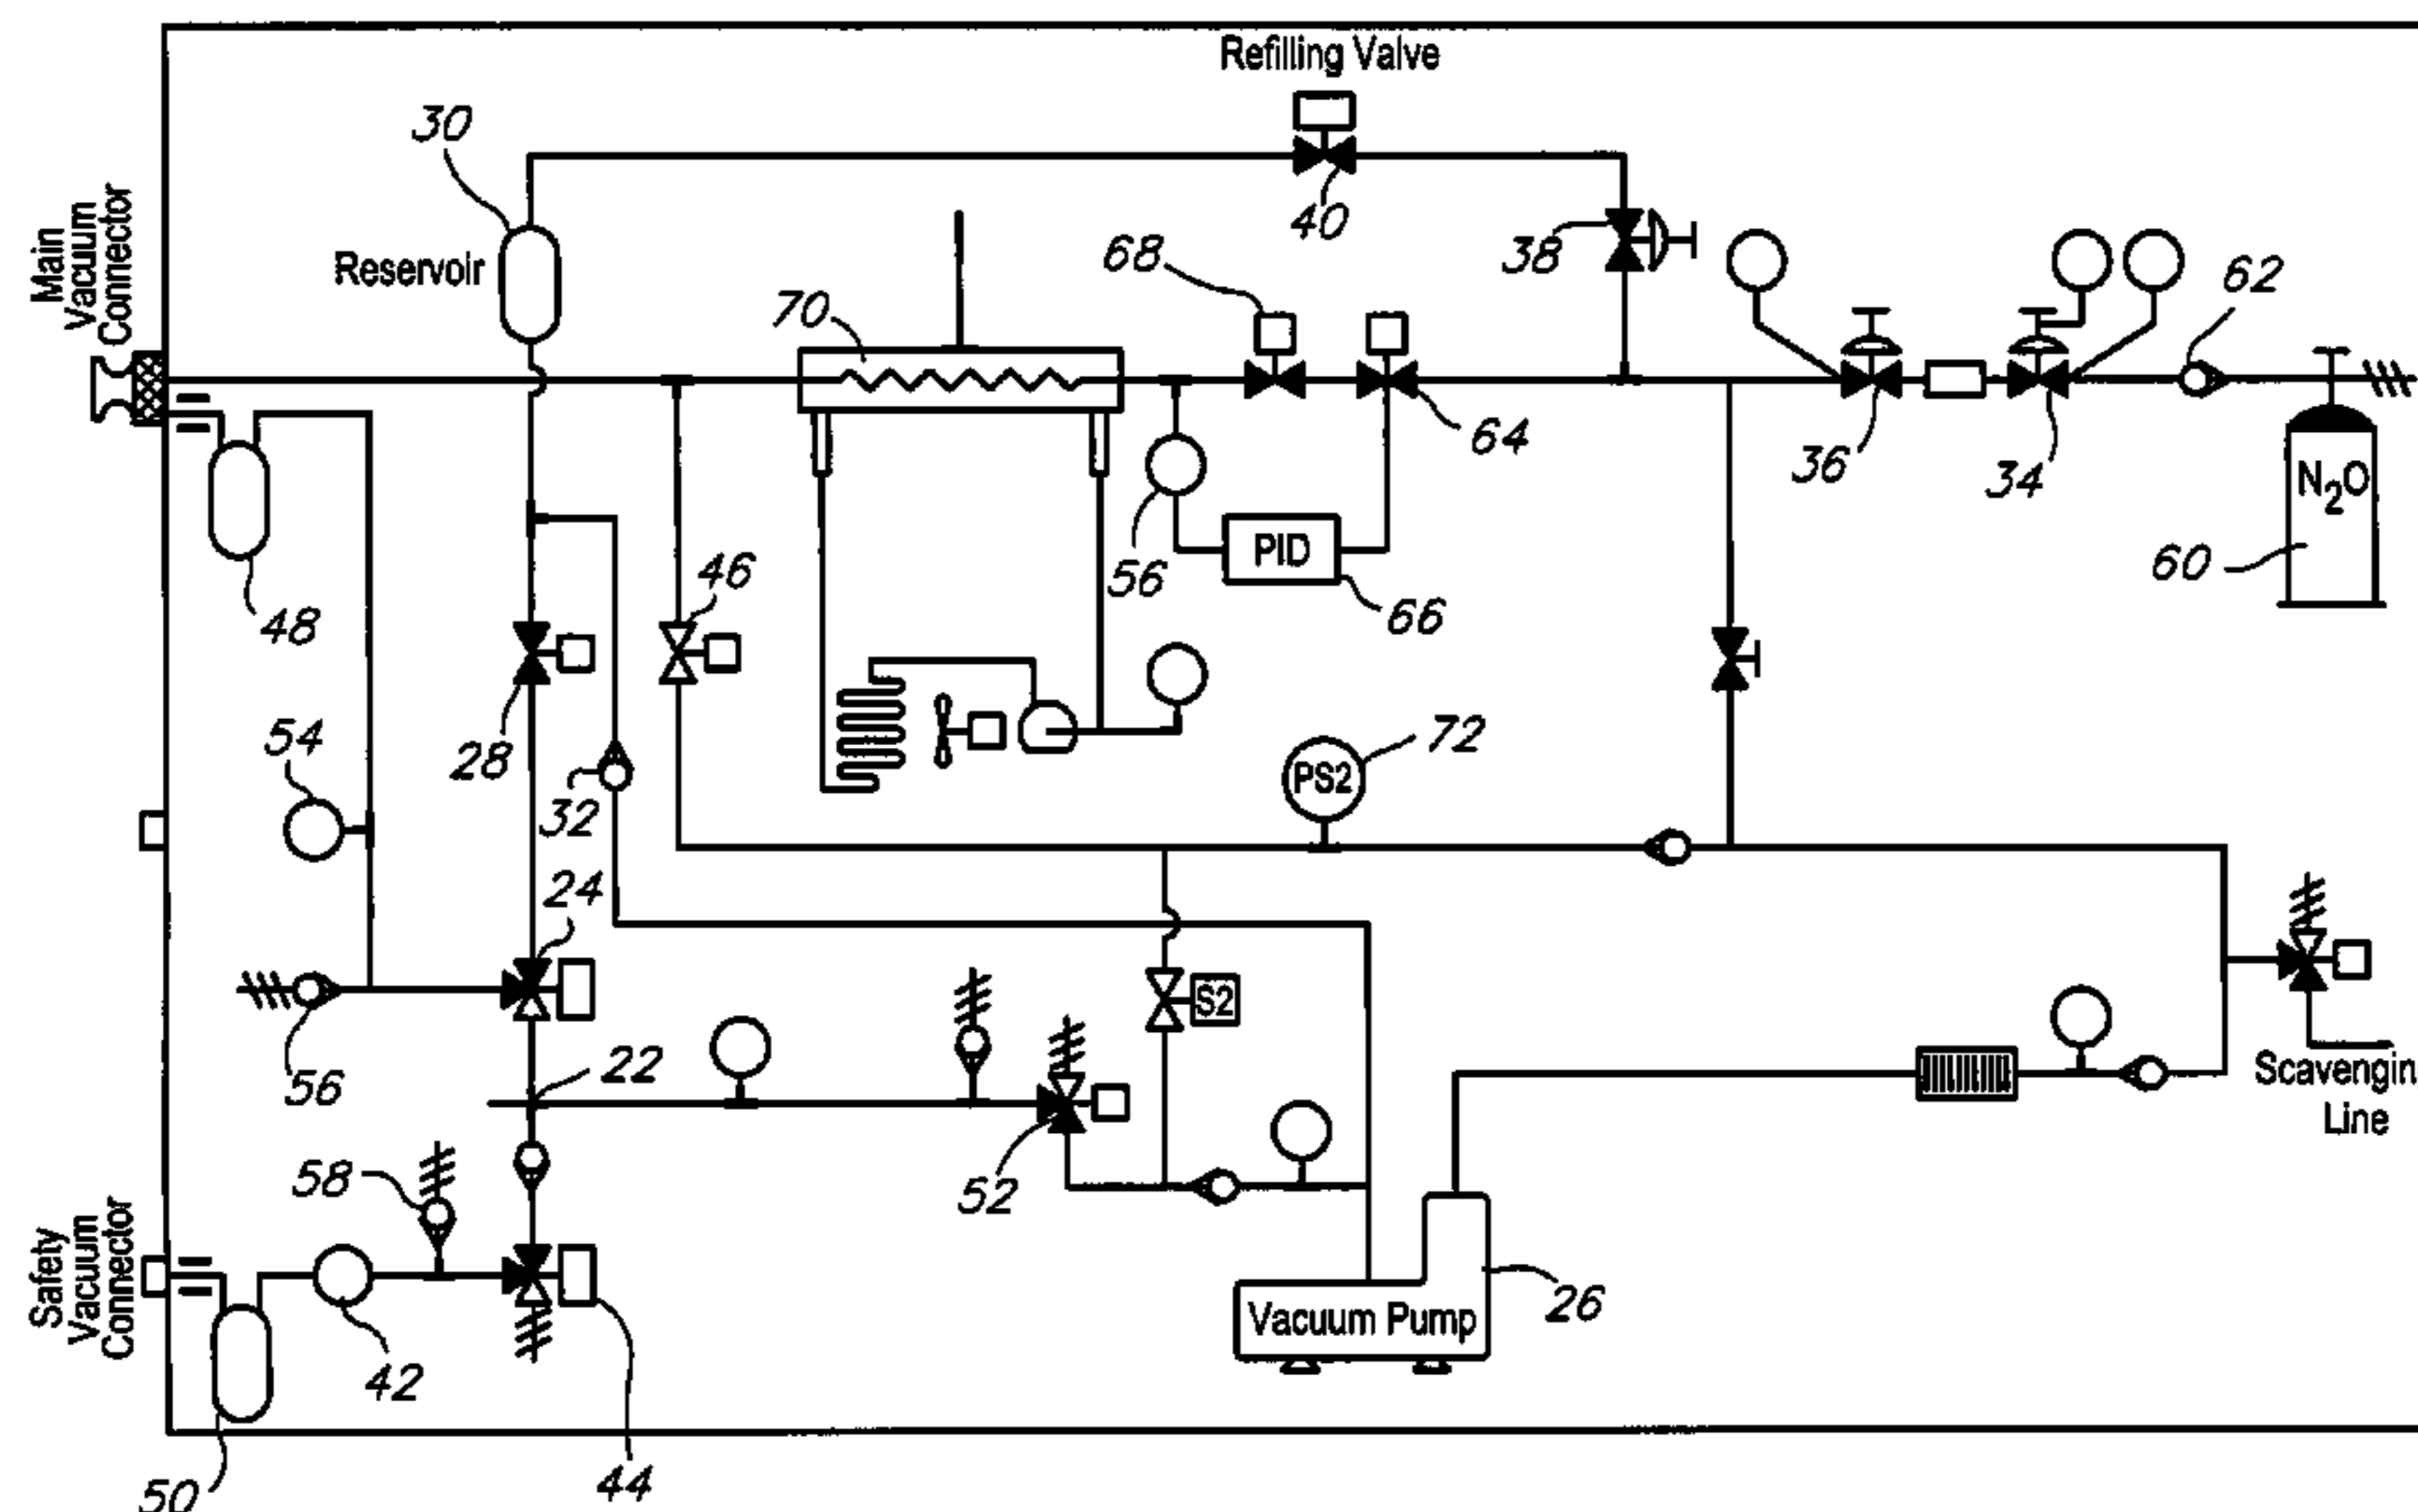 Refilling Valve
30
40
Main
Vacuum
Connector
Reservoir
68
38
62
70
64
36
34
N2O
56
PID
60
46
48
66
54
28
72
32
PS2
24
S2
56
22
58
52
Scavengin
Line
Safety
Vacuum
Connector
26
Vacuum Pump
42
44
50